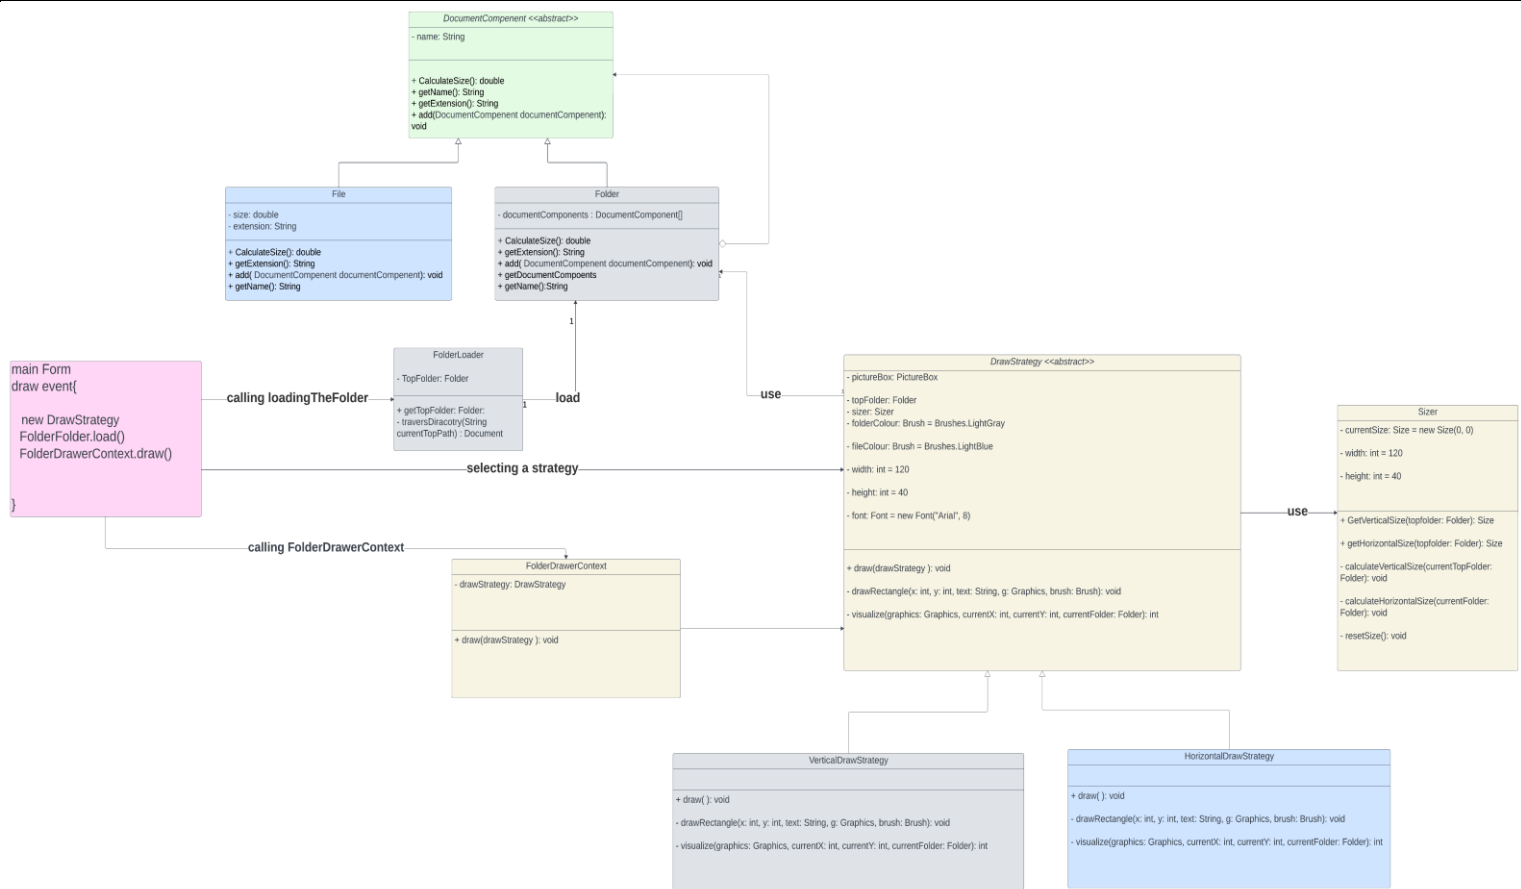 DocumentCompenent <<abstract>>
- name: String
+ CalculateSize(): double
+ getName(): String
+ getExtension(): String
+ add(DocumentCompenent documentCompenent):
void
File
- size: double
- extension: String
+ CalculateSize(): double
+ getExtension(): String
+ add( DocumentCompenent documentCompenent): void
+ getName(): String
Folder
- documentComponents : DocumentComponent[]
+ CalculateSize(): double
+ getExtension(): String
+ add( DocumentCompenent documentCompenent): void
+ getDocumentCompoents
+ getName():String
1
main Form
draw event{
new DrawStrategy
FolderFolder.load()
FolderDrawerContext.draw()
}
calling loadingTheFolder
FolderLoader
- TopFolder: Folder
+ getTopFolder: Folder:
- traversDiracotry(String
currentTopPath) : Document
1
load
use
selecting a strategy
calling FolderDrawerContext
FolderDrawerContext
- drawStrategy: DrawStrategy
+ draw(drawStrategy ): void
DrawStrategy <<abstract>>
- pictureBox: PictureBox
- topFolder: Folder
- sizer: Sizer
- folderColour: Brush = Brushes.LightGray
- fileColour: Brush = Brushes.LightBlue
- width: int = 120
- height: int = 40
- font: Font = new Font("Arial", 8)
+ draw(drawStrategy ): void
- drawRectangle(x: int, y: int, text: String, g: Graphics, brush: Brush): void
- visualize(graphics: Graphics, currentX: int, currentY: int, currentFolder: Folder): int
use
Sizer
- currentSize: Size = new Size(0, 0)
- width: int = 120
- height: int = 40
+ GetVerticalSize(topfolder: Folder): Size
+ getHorizontalSize(topfolder: Folder): Size
- calculateVerticalSize(currentTopFolder:
Folder): void
- calculateHorizontalSize(currentFolder:
Folder): void
- resetSize(): void
VerticalDrawStrategy
+ draw( ): void
- drawRectangle(x: int, y: int, text: String, g: Graphics, brush: Brush): void
- visualize(graphics: Graphics, currentX: int, currentY: int, currentFolder: Folder): int
HorizontalDrawStrategy
+ draw( ): void
- drawRectangle(x: int, y: int, text: String, g: Graphics, brush: Brush): void
- visualize(graphics: Graphics, currentX: int, currentY: int, currentFolder: Folder): int